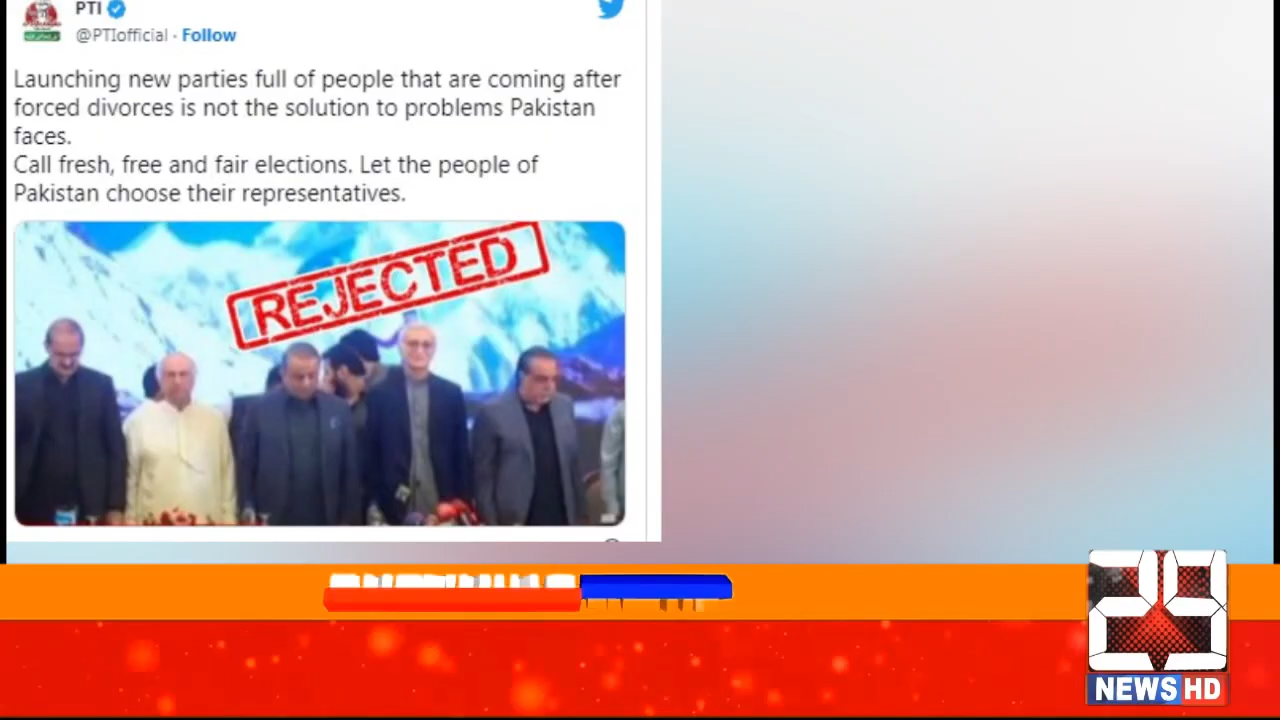 PTI
@PTIofficial · Follow
Launching new parties full of people that are coming after
forced divorces is not the solution to problems Pakistan
faces.
Call fresh, free and fair elections. Let the people of
Pakistan choose their representatives.
REJECTED
24
NEWS HD